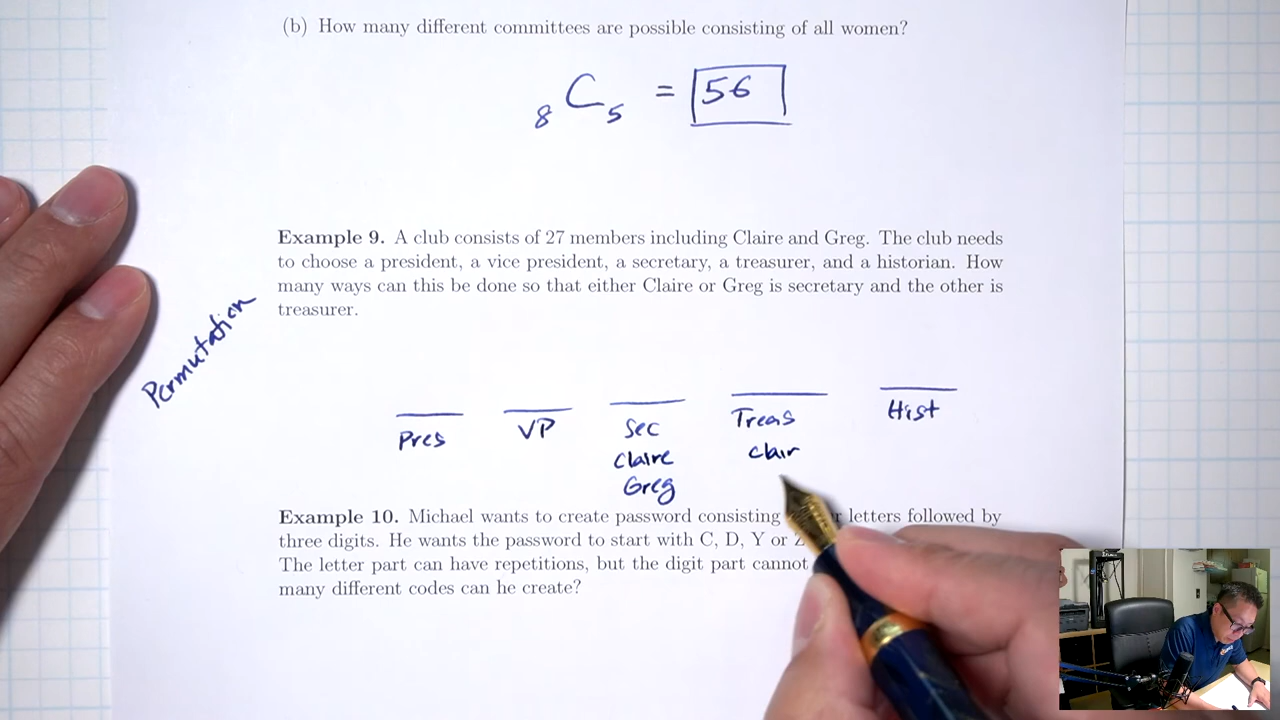 (b) How many different committees are possible consisting of all women?
8 C 5 = 56
Example 9. A club consists of 27 members including Claire and Greg. The club needs
to choose a president, a vice president, a secretary, a treasurer, and a historian. How
many ways can this be done so that either Claire or Greg is secretary and the other is
treasurer.
Permutation
Pres VP Sec Treas Hist
Claire Clair
Greg
Example 10. Michael wants to create password consisting letters followed by
three digits. He wants the password to start with C, D, Y or Z
The letter part can have repetitions, but the digit part cannot
many different codes can he create?